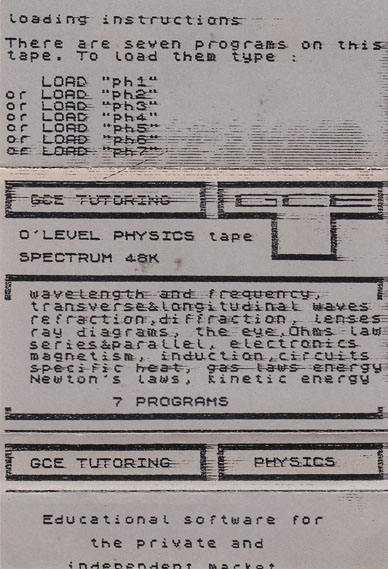 loading instructions
There are seven programs on this
tape. To load them type :
LOAD "ph1"
or LOAD "ph2"
or LOAD "ph3"
or LOAD "ph4"
or LOAD "ph5"
or LOAD "ph6"
or LOAD "ph7"
GCE TUTORING GCE
O'LEVEL PHYSICS tape
SPECTRUM 48K
wavelength and frequency,
transverse&longitudinal waves
refraction,diffraction, lenses
ray diagrams, the eye,Ohms law
series&parallel, electronics
magnetism, induction,circuits
specific heat, gas laws energy
Newton's laws, kinetic energy
7 PROGRAMS
GCE TUTORING PHYSICS
Educational software for
the private and
independent market